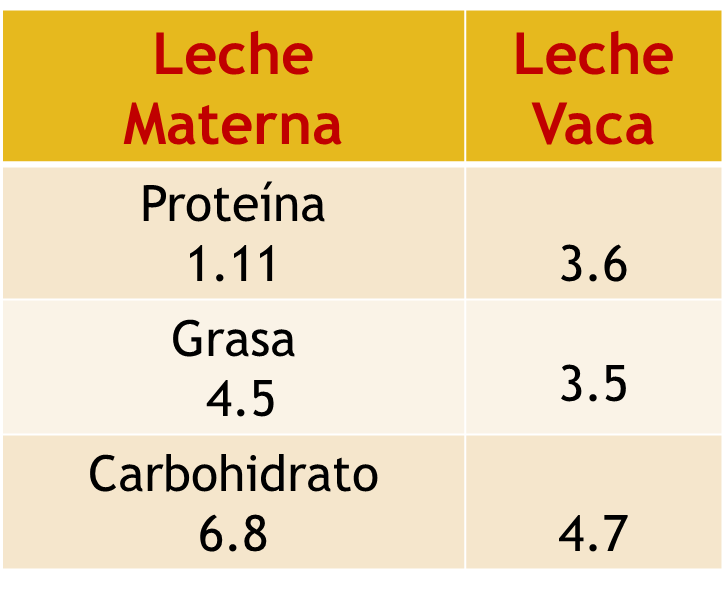 Leche
Materna
Leche
Vaca
Proteína
1.11
3.6
Grasa
4.5
3.5
Carbohidrato
6.8
4.7